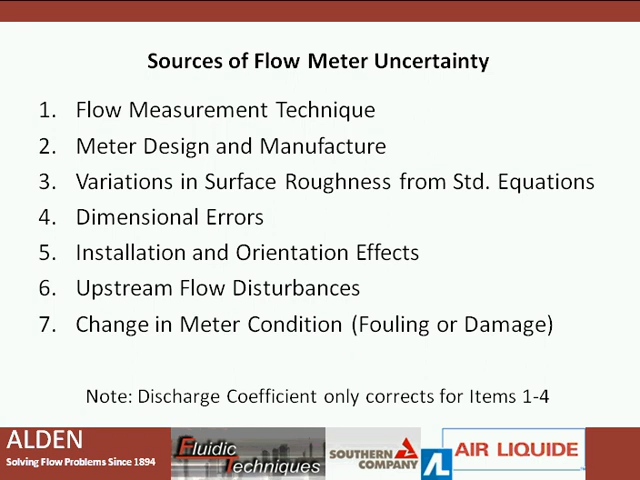 Sources of Flow Meter Uncertainty
1. Flow Measurement Technique
2. Meter Design and Manufacture
3. Variations in Surface Roughness from Std. Equations
4. Dimensional Errors
5. Installation and Orientation Effects
6. Upstream Flow Disturbances
7. Change in Meter Condition (Fouling or Damage)
Note: Discharge Coefficient only corrects for Items 1-4
ALDEN
Solving Flow Problems Since 1894
Fluidic
Techniques
SOUTHERN
COMPANY
AL AIR LIQUIDE